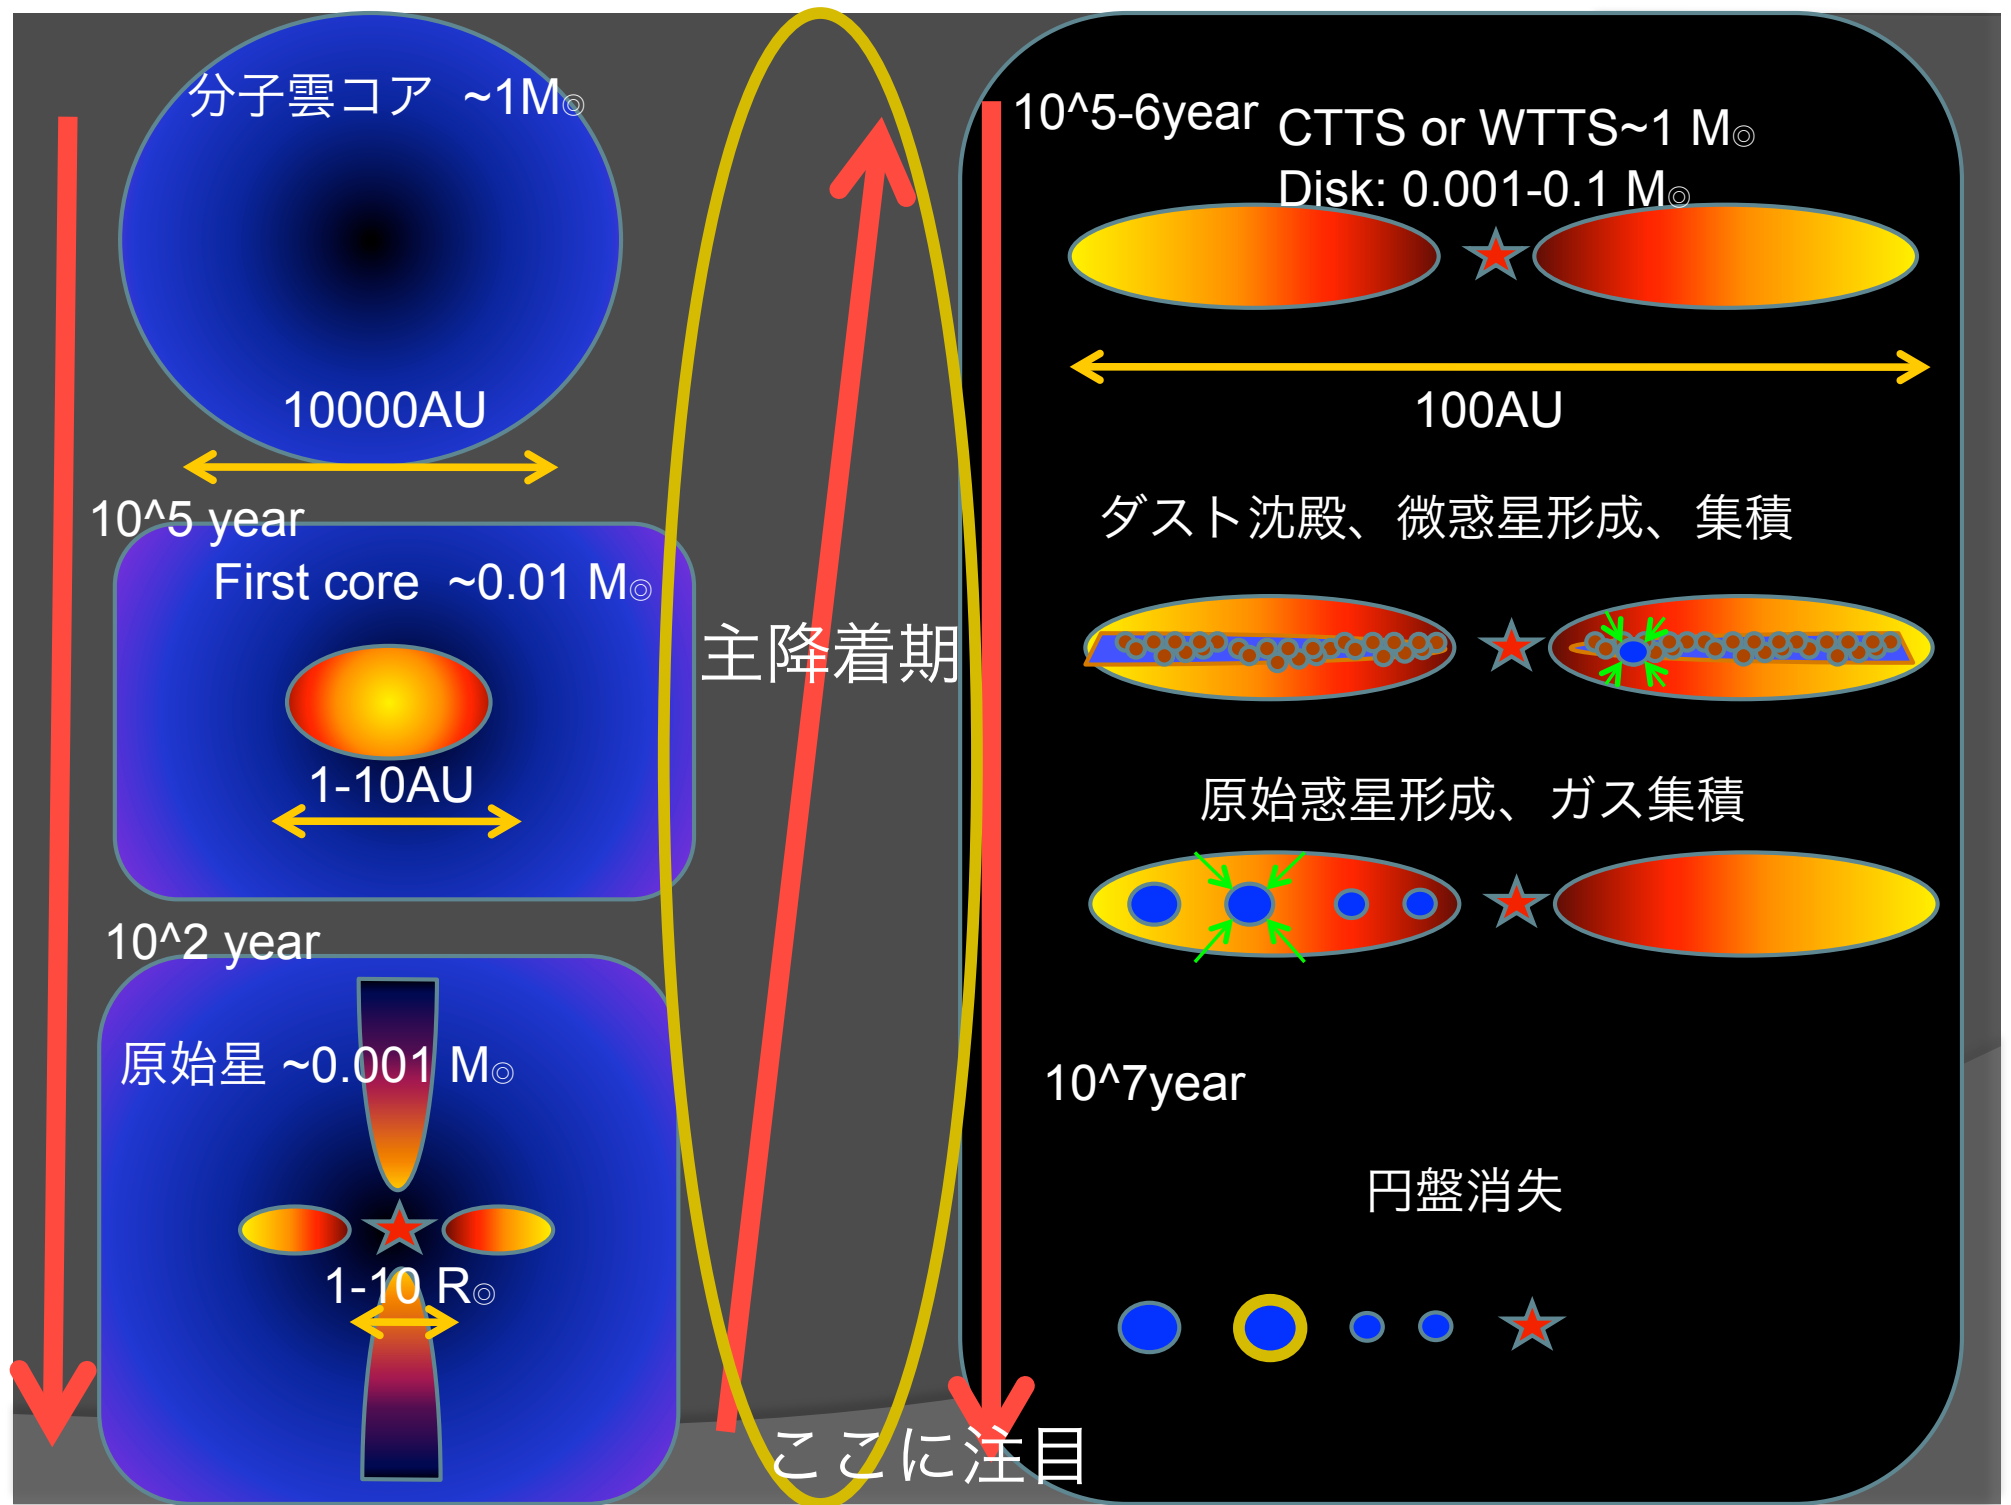 分子雲コア ~1M◎
10000AU
10^5 year
First core ~0.01 M◎
1-10AU
10^2 year
原始星 ~0.001 M◎
1-10 R◎
主降着期
ここに注目
10^5-6year
CTTS or WTTS~1 M◎
Disk: 0.001-0.1 M◎
100AU
ダスト沈殿、微惑星形成、集積
原始惑星形成、ガス集積
10^7year
円盤消失